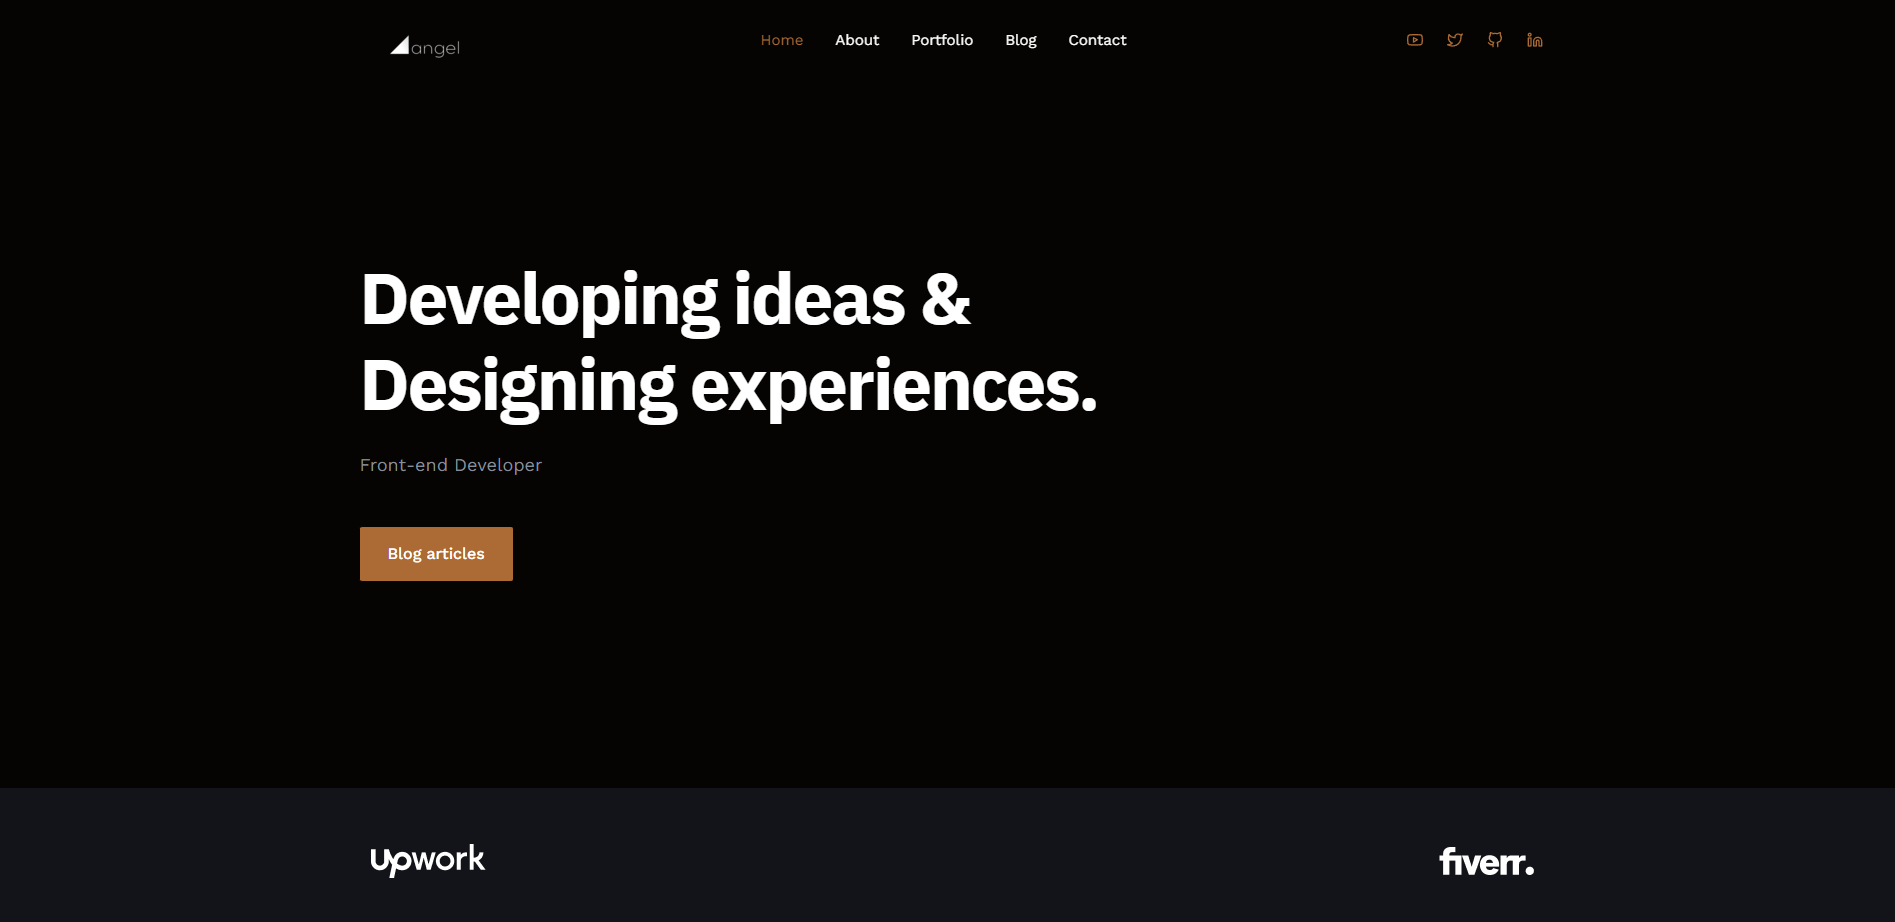 angel
Home About Portfolio Blog Contact
Developing ideas &
Designing experiences.
Front-end Developer
Blog articles
upwork
fiverr.